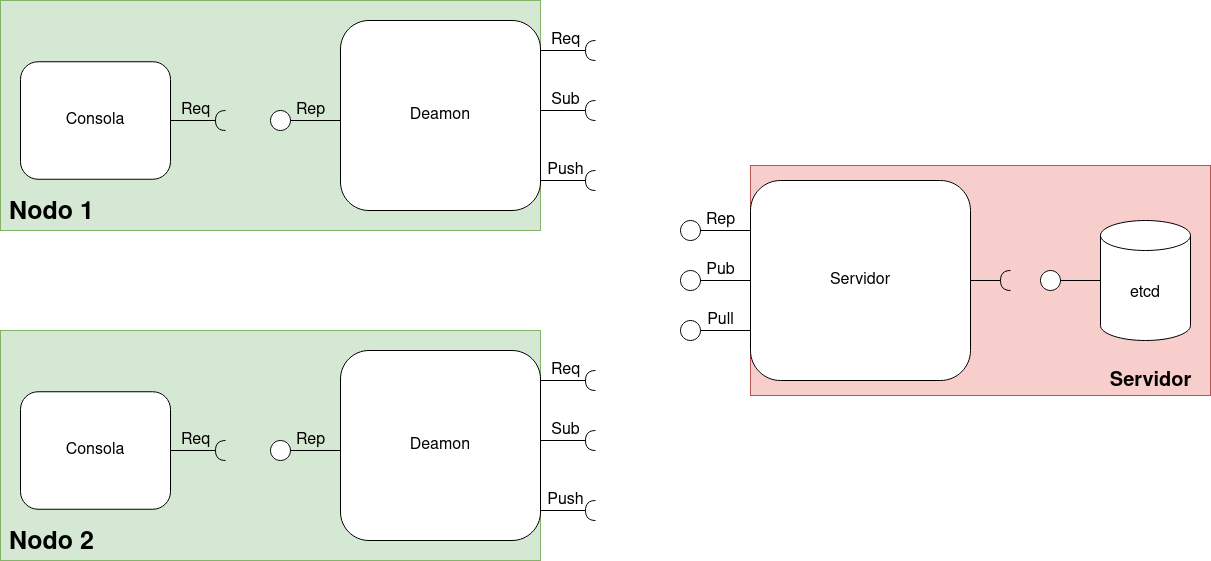 Req
Sub
Push
Consola
Req
Rep
Deamon
Nodo 1
Rep
Pub
Pull
Servidor
etcd
Servidor
Req
Sub
Push
Consola
Req
Rep
Deamon
Nodo 2